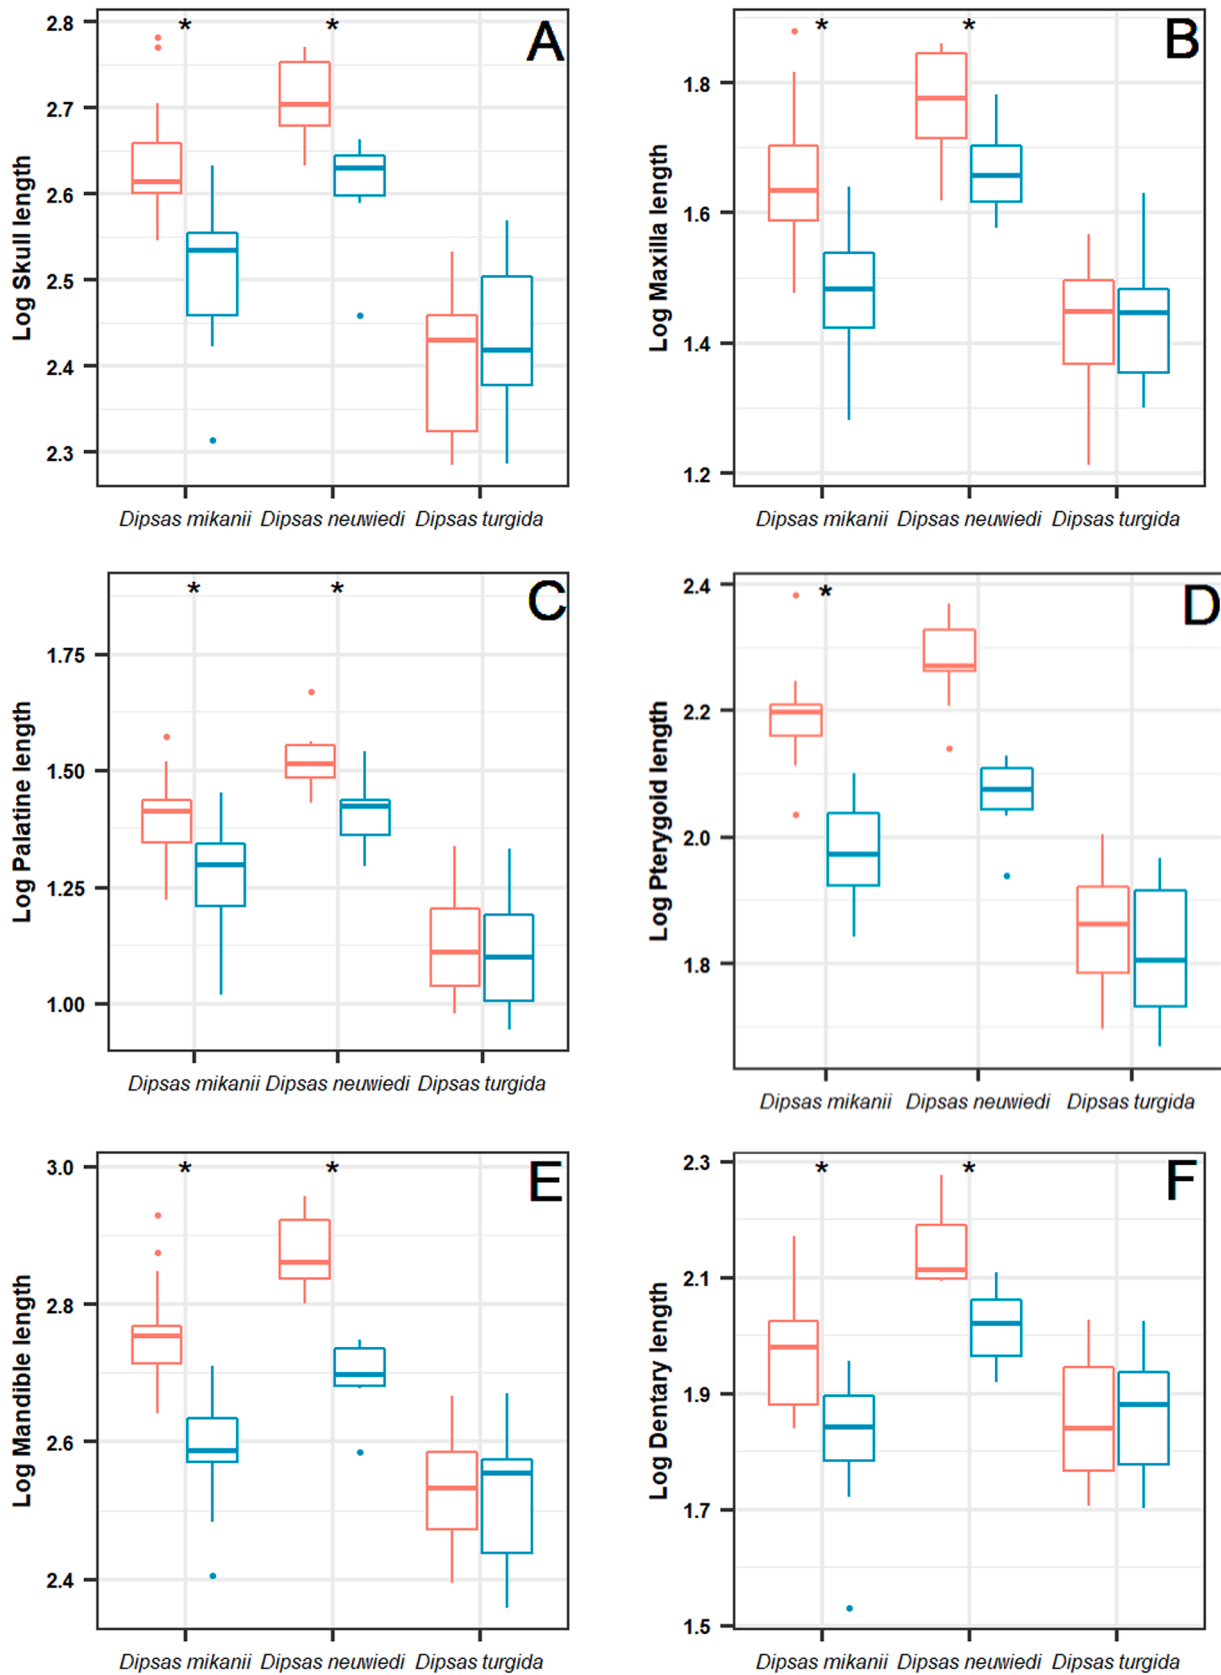 2.8
2.7
2.6
2.5
2.4
2.3
Log Skull length
* *
A
Dipsas mikanii Dipsas neuwiedi Dipsas turgida
1.8
1.6
1.4
1.2
Log Maxilla length
* *
B
Dipsas mikanii Dipsas neuwiedi Dipsas turgida
1.75
1.50
1.25
1.00
Log Palatine length
* *
C
Dipsas mikanii Dipsas neuwiedi Dipsas turgida
2.4
2.2
2.0
1.8
Log Pterygoid length
*
D
Dipsas mikanii Dipsas neuwiedi Dipsas turgida
3.0
2.8
2.6
2.4
Log Mandible length
* *
E
Dipsas mikanii Dipsas neuwiedi Dipsas turgida
2.3
2.1
1.9
1.7
1.5
Log Dentary length
* *
F
Dipsas mikanii Dipsas neuwiedi Dipsas turgida